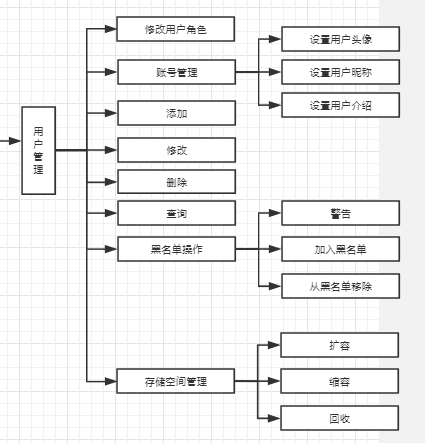 用户管理
修改用户角色
账号管理
设置用户头像
设置用户昵称
设置用户介绍
添加
修改
删除
查询
黑名单操作
警告
加入黑名单
从黑名单移除
存储空间管理
扩容
缩容
回收